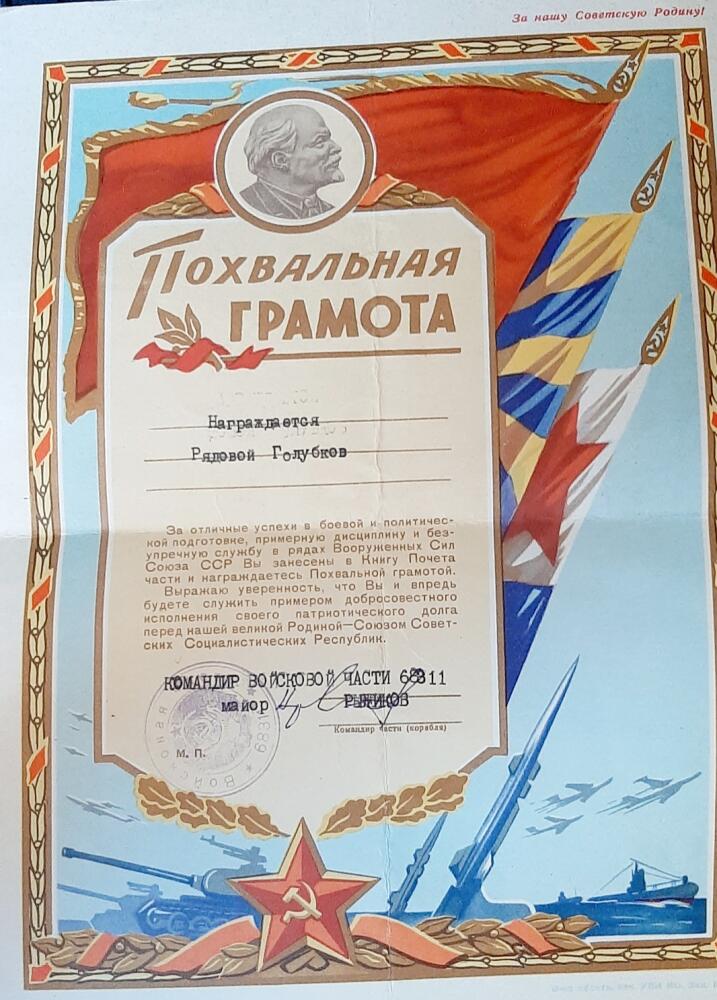 За нашу Советскую Родину!
ПОХВАЛЬНАЯ
ГРАМОТА
Награждается
Рядовой Голубков
За отличные успехи в боевой и политичес-
кой подготовке, примерную дисциплину и без-
упречную службу в рядах Вооруженных Сил
Союза ССР Вы занесены в Книгу Почета
части и награждаетесь Похвальной грамотой.
Выражаю уверенность, что Вы и впредь
будете служить примером добросовестного
исполнения своего патриотического долга
перед нашей великой Родиной—Союзом Совет-
ских Социалистических Республик.
КОМАНДИР ВОЙСКОВОЙ ЧАСТИ 68311
майор РЫЖКОВ
Командир части (корабля)
М. П.
Войсковая